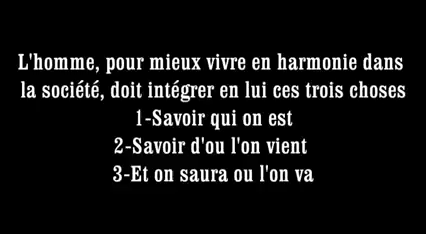 L'homme, pour mieux vivre en harmonie dans
la société, doit intégrer en lui ces trois choses
1-Savoir qui on est
2-Savoir d'ou l'on vient
3-Et on saura ou l'on va